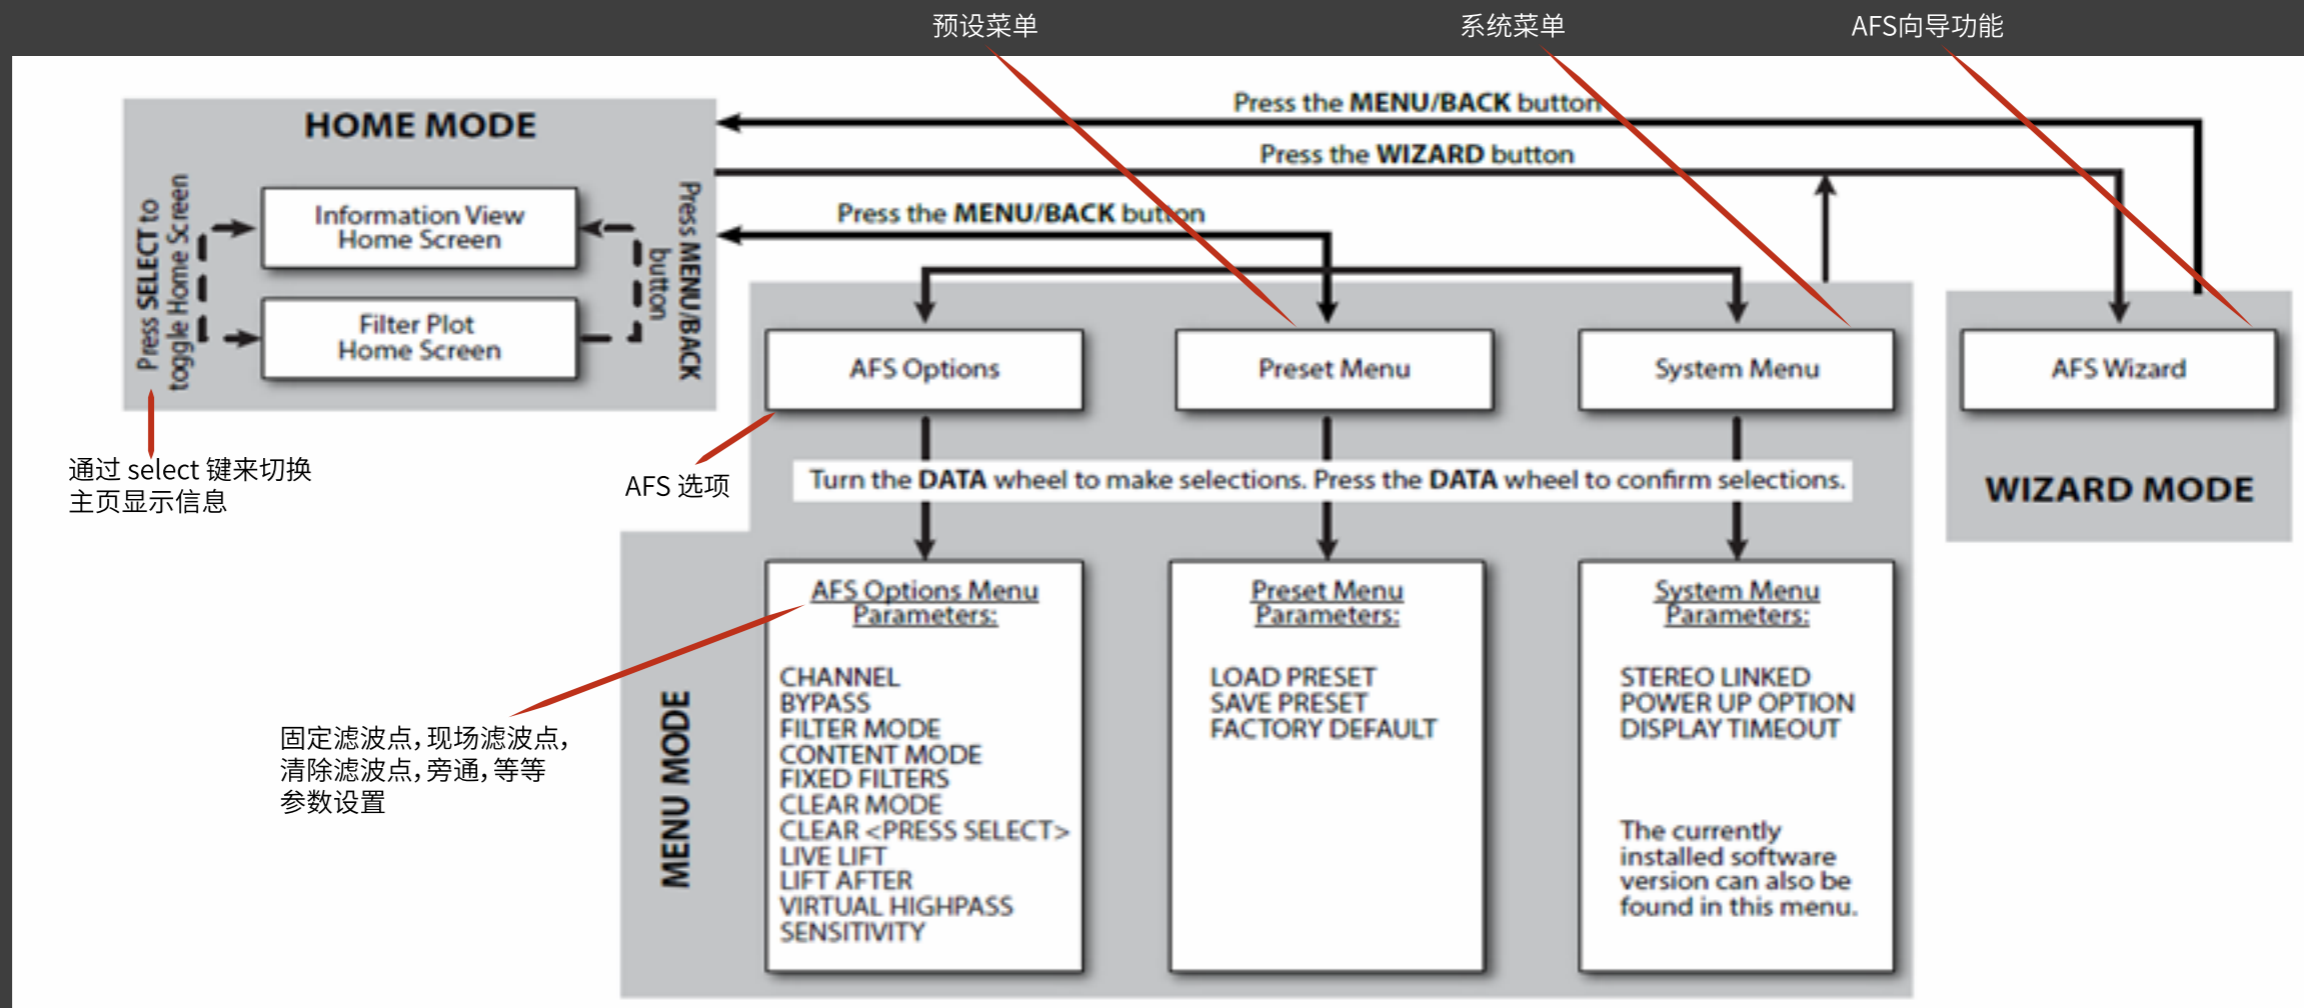 预设菜单
系统菜单
AFS向导功能
Press the MENU/BACK button
HOME MODE
Press the WIZARD button
Press the MENU/BACK button
Press SELECT to
toggle Home Screen
Information View
Home Screen
Filter Plot
Home Screen
Press MENU/BACK
button
AFS Options
Preset Menu
System Menu
AFS Wizard
通过 select 键来切换
主页显示信息
AFS 选项
Turn the DATA wheel to make selections. Press the DATA wheel to confirm selections.
WIZARD MODE
MENU MODE
AFS Options Menu
Parameters:
CHANNEL
BYPASS
FILTER MODE
CONTENT MODE
FIXED FILTERS
CLEAR MODE
CLEAR <PRESS SELECT>
LIVE LIFT
LIFT AFTER
VIRTUAL HIGHPASS
SENSITIVITY
Preset Menu
Parameters:
LOAD PRESET
SAVE PRESET
FACTORY DEFAULT
System Menu
Parameters:
STEREO LINKED
POWER UP OPTION
DISPLAY TIMEOUT
The currently
installed software
version can also be
found in this menu.
固定滤波点，现场滤波点，
清除滤波点，旁通，等等
参数设置